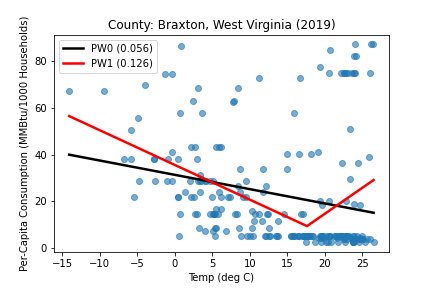 County: Braxton, West Virginia (2019)
PW0 (0.056)
PW1 (0.126)
Per-Capita Consumption (MMBtu/1000 Households)
80
60
40
20
0
−15 −10 −5 0 5 10 15 20 25
Temp (deg C)